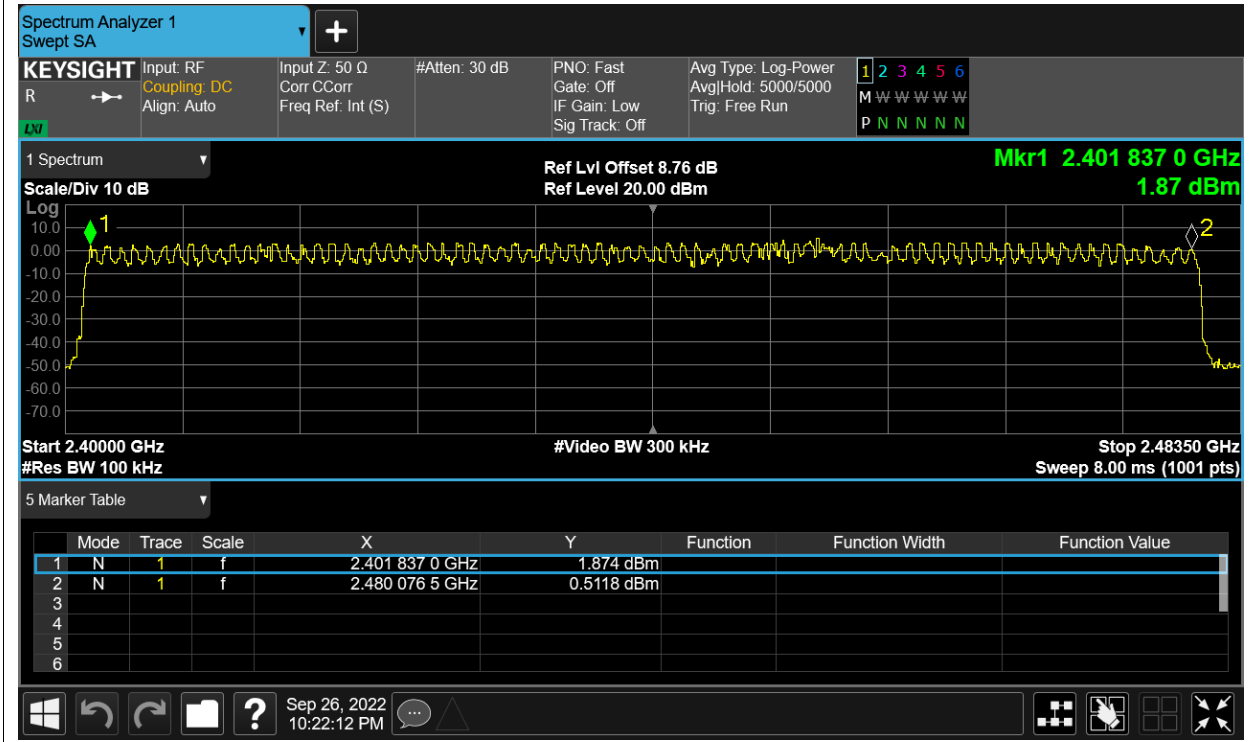 Spectrum Analyzer 1
Swept SA
KEYSIGHT
R
LXI
Input: RF
Coupling: DC
Align: Auto
Input Z: 50 Ω
Corr CCorr
Freq Ref: Int (S)
#Atten: 30 dB
PNO: Fast
Gate: Off
IF Gain: Low
Sig Track: Off
Avg Type: Log-Power
Avg|Hold: 5000/5000
Trig: Free Run
1 2 3 4 5 6
M W W W W W W
P N N N N N N
1 Spectrum
Scale/Div 10 dB
Ref Lvl Offset 8.76 dB
Ref Level 20.00 dBm
Mkr1 2.401 837 0 GHz
1.87 dBm
Log
1
2
10.0
0.00
-10.0
-20.0
-30.0
-40.0
-50.0
-60.0
-70.0
Start 2.40000 GHz
#Res BW 100 kHz
#Video BW 300 kHz
Stop 2.48350 GHz
Sweep 8.00 ms (1001 pts)
5 Marker Table
Mode Trace Scale X Y Function Function Width Function Value
1 N 1 f 2.401 837 0 GHz 1.874 dBm
2 N 1 f 2.480 076 5 GHz 0.5118 dBm
3
4
5
6
?
Sep 26, 2022
10:22:12 PM